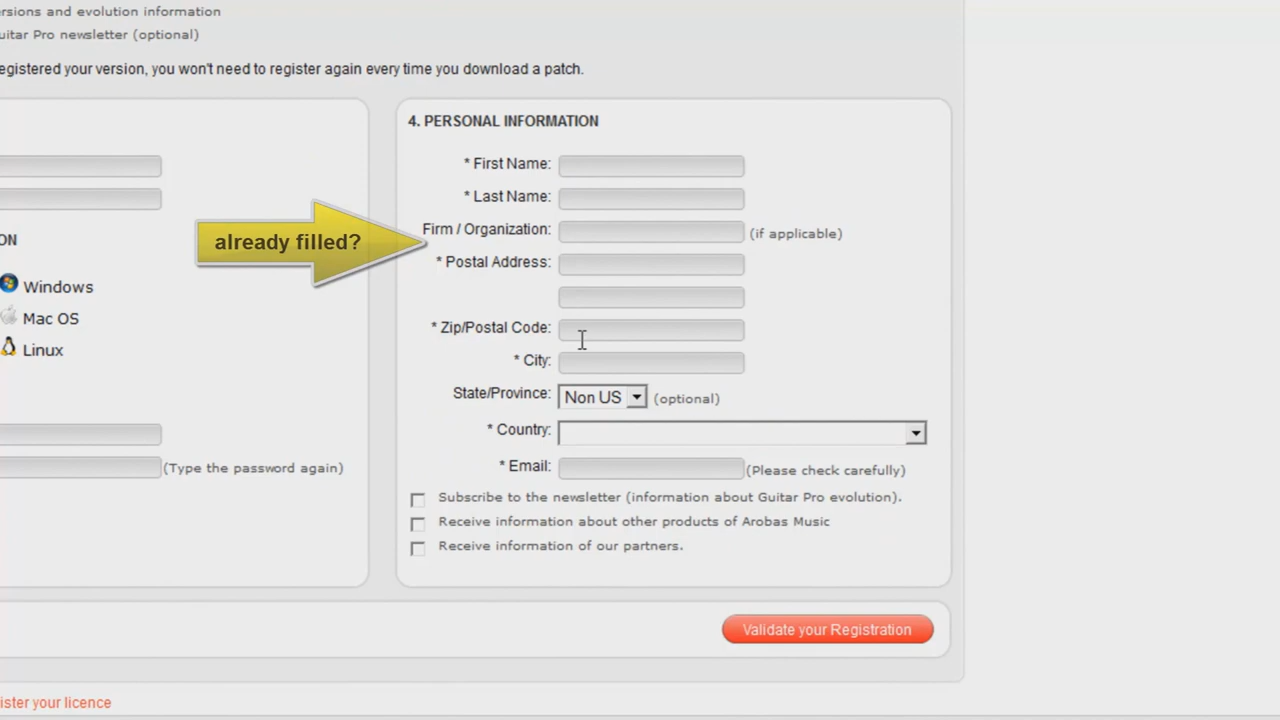 rsions and evolution information
uitar Pro newsletter (optional)
egistered your version, you won't need to register again every time you download a patch.
ON
Windows
Mac OS
Linux
(Type the password again)
already filled?
4. PERSONAL INFORMATION
* First Name:
* Last Name:
Firm / Organization: (if applicable)
* Postal Address:
* Zip/Postal Code:
* City:
State/Province: Non US (optional)
* Country:
* Email: (Please check carefully)
Subscribe to the newsletter (information about Guitar Pro evolution).
Receive information about other products of Arobas Music
Receive information of our partners.
Validate your Registration
ister your licence